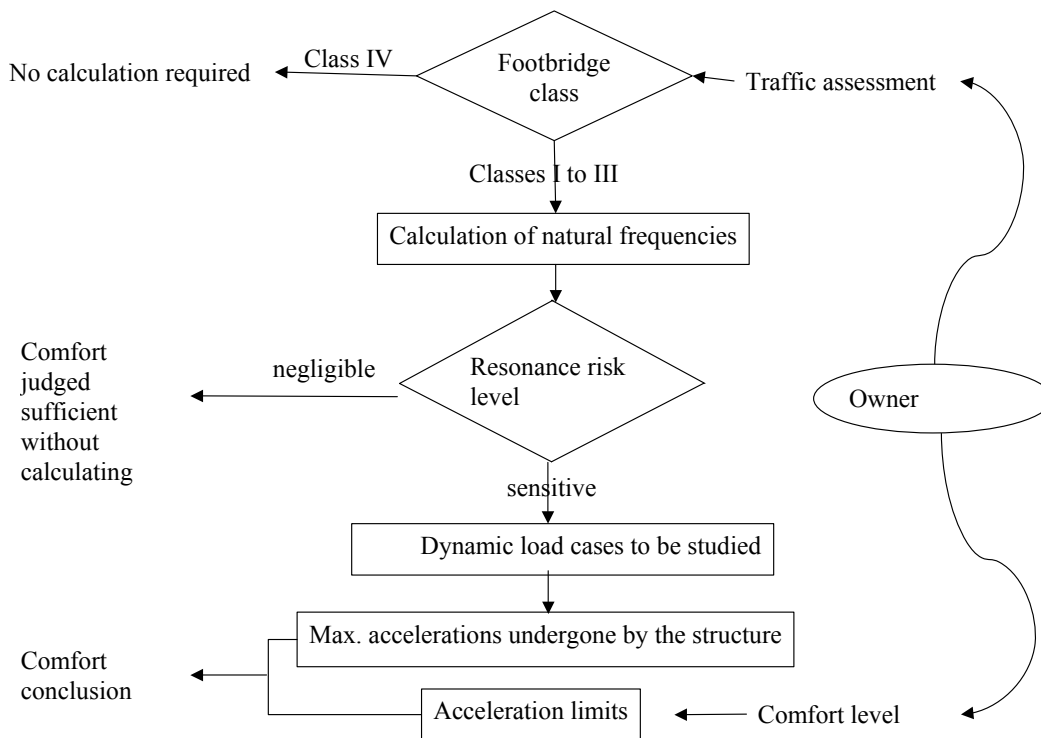 Class IV
No calculation required
Footbridge
class
Traffic assessment
Classes I to III
Calculation of natural frequencies
Comfort
judged
sufficient
without
calculating
negligible
Resonance risk
level
Owner
sensitive
Dynamic load cases to be studied
Max. accelerations undergone by the structure
Comfort
conclusion
Acceleration limits
Comfort level